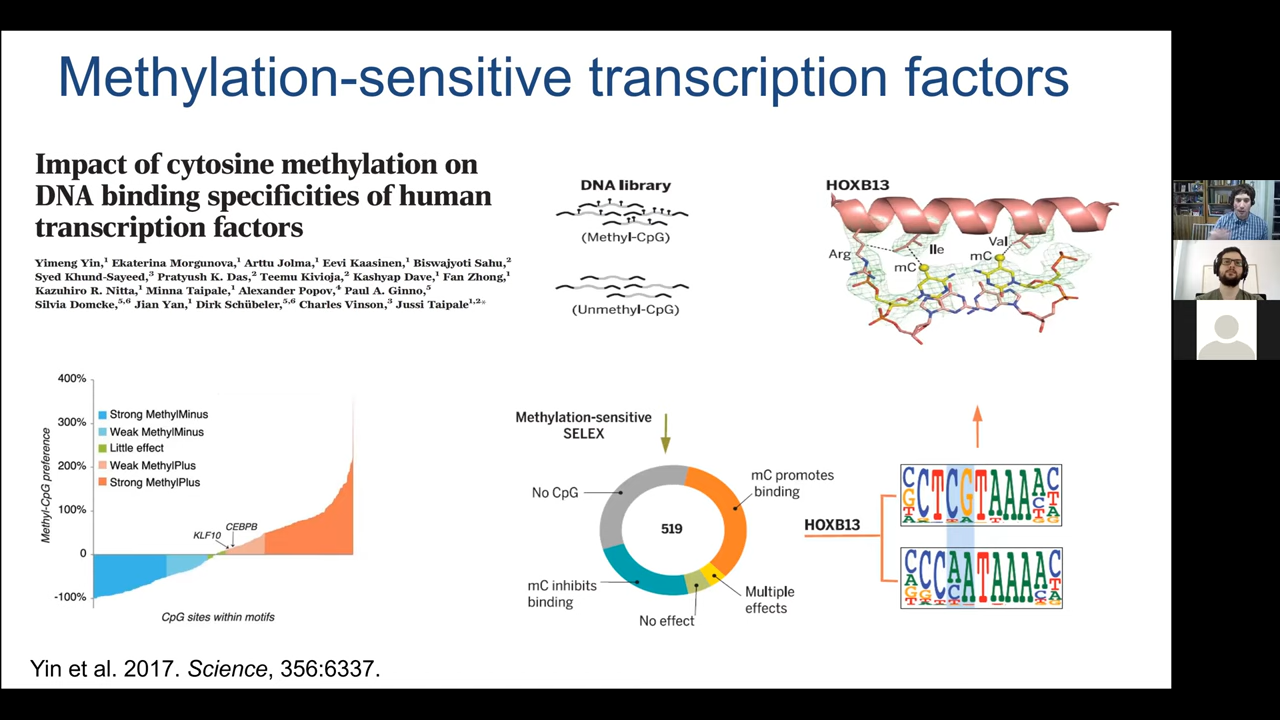 Methylation-sensitive transcription factors
Impact of cytosine methylation on
DNA binding specificities of human
transcription factors
Yimeng Yin,¹ Ekaterina Morgunova,¹ Arttu Jolma,¹ Eevi Kaasinen,¹ Biswajyoti Sahu,²
Syed Khund-Sayeed,³ Pratyush K. Das,² Teemu Kivioja,² Kashyap Dave,¹ Fan Zhong,¹
Kazuhiro R. Nitta,¹ Minna Taipale,¹ Alexander Popov,⁴ Paul A. Ginno,⁵
Silvia Domcke,⁵,⁶ Jian Yan,¹ Dirk Schübeler,⁵,⁶ Charles Vinson,³ Jussi Taipale¹,²*
DNA library
(Methyl-CpG)
(Unmethyl-CpG)
HOXB13
Arg
Ile
Val
mC
mC
400%
300%
200%
100%
0
-100%
Methyl-CpG preference
Strong MethylMinus
Weak MethylMinus
Little effect
Weak MethylPlus
Strong MethylPlus
KLF10
CEBPB
CpG sites within motifs
Methylation-sensitive
SELEX
No CpG
mC promotes
binding
519
mC inhibits
binding
No effect
Multiple
effects
HOXB13
Yin et al. 2017. Science, 356:6337.